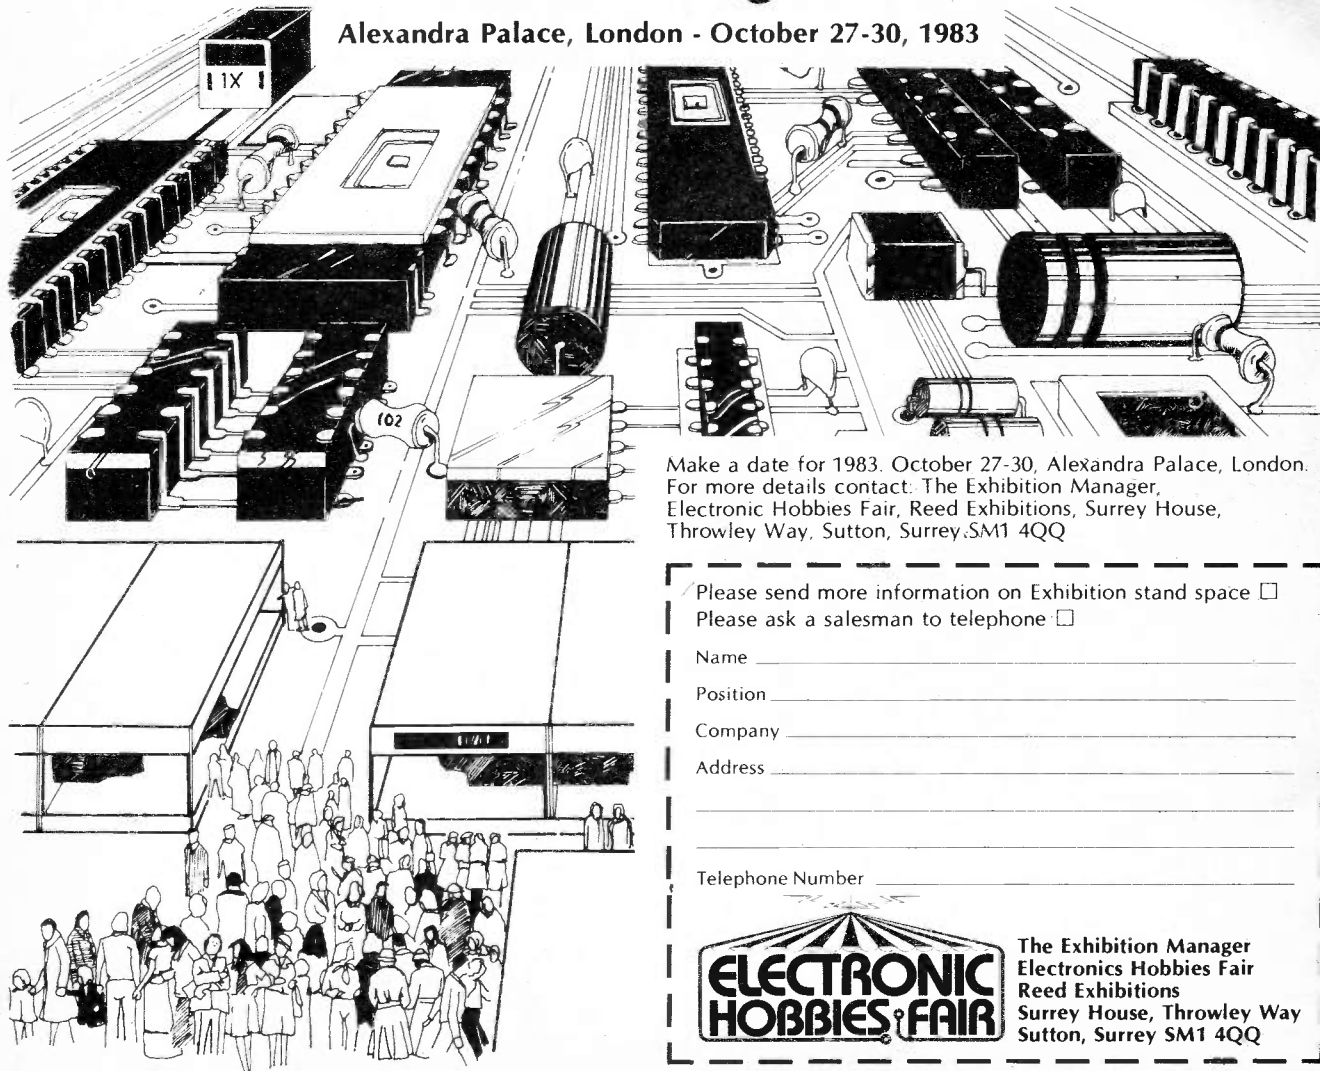 Alexandra Palace, London - October 27-30, 1983
1X
102
Make a date for 1983. October 27-30, Alexandra Palace, London.
For more details contact: The Exhibition Manager,
Electronic Hobbies Fair, Reed Exhibitions, Surrey House,
Throwley Way, Sutton, Surrey SM1 4QQ
Please send more information on Exhibition stand space
Please ask a salesman to telephone
Name
Position
Company
Address
Telephone Number
ELECTRONIC
HOBBIES FAIR
The Exhibition Manager
Electronics Hobbies Fair
Reed Exhibitions
Surrey House, Throwley Way
Sutton, Surrey SM1 4QQ